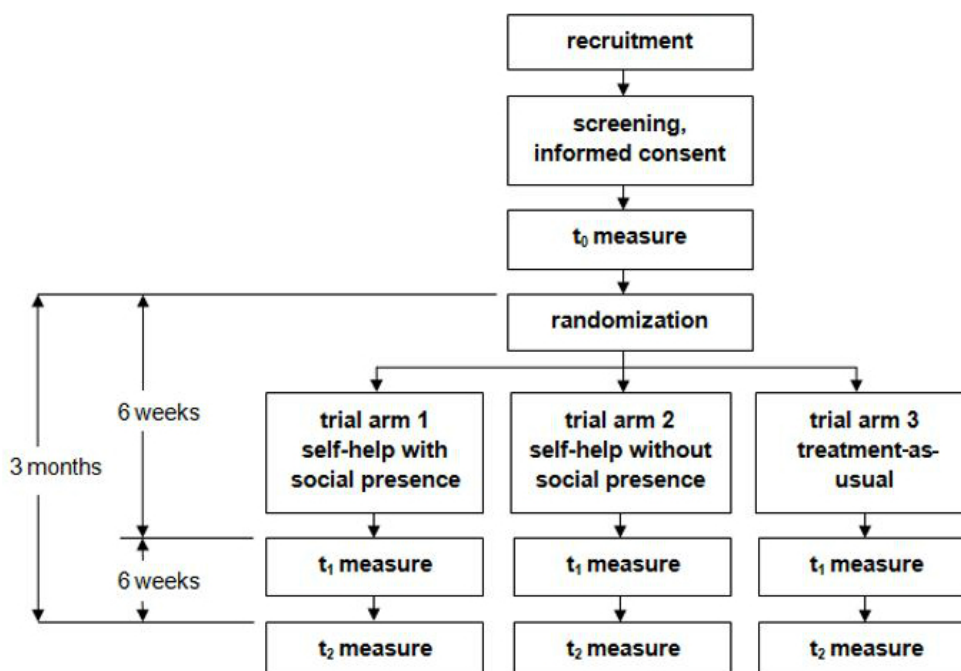 recruitment
screening,
informed consent
t₀ measure
randomization
6 weeks
3 months
trial arm 1
self-help with
social presence
trial arm 2
self-help without
social presence
trial arm 3
treatment-as-
usual
6 weeks
t₁ measure
t₁ measure
t₁ measure
t₂ measure
t₂ measure
t₂ measure